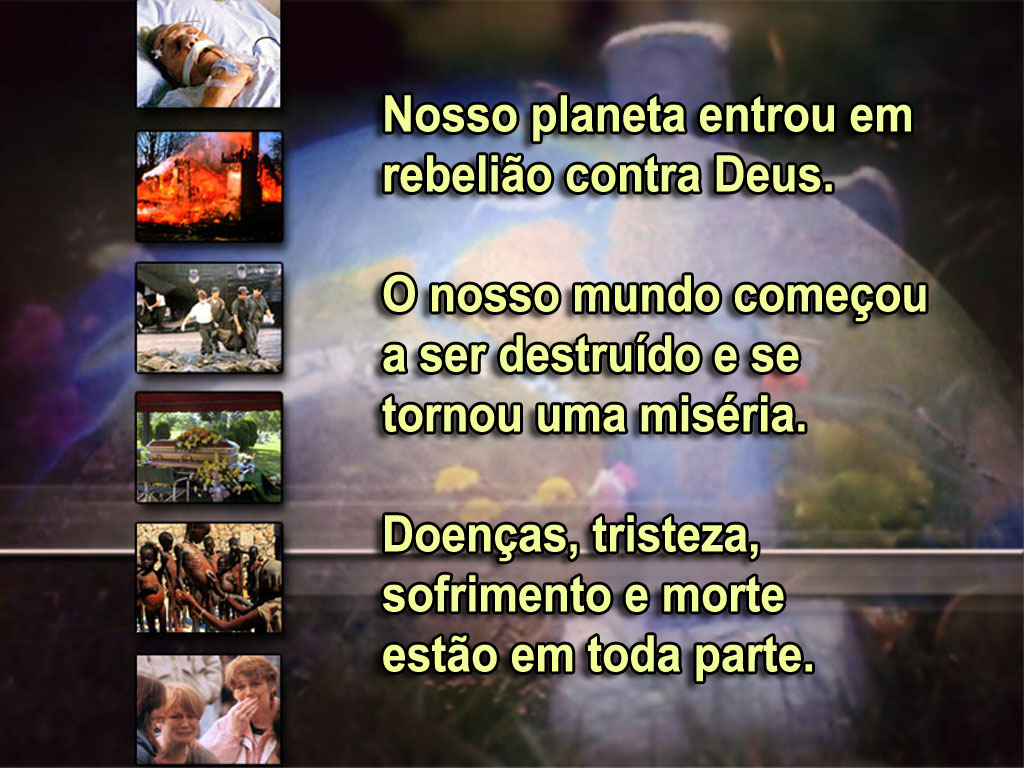 Nosso planeta entrou em
rebelião contra Deus.
O nosso mundo começou
a ser destruído e se
tornou uma miséria.
Doenças, tristeza,
sofrimento e morte
estão em toda parte.